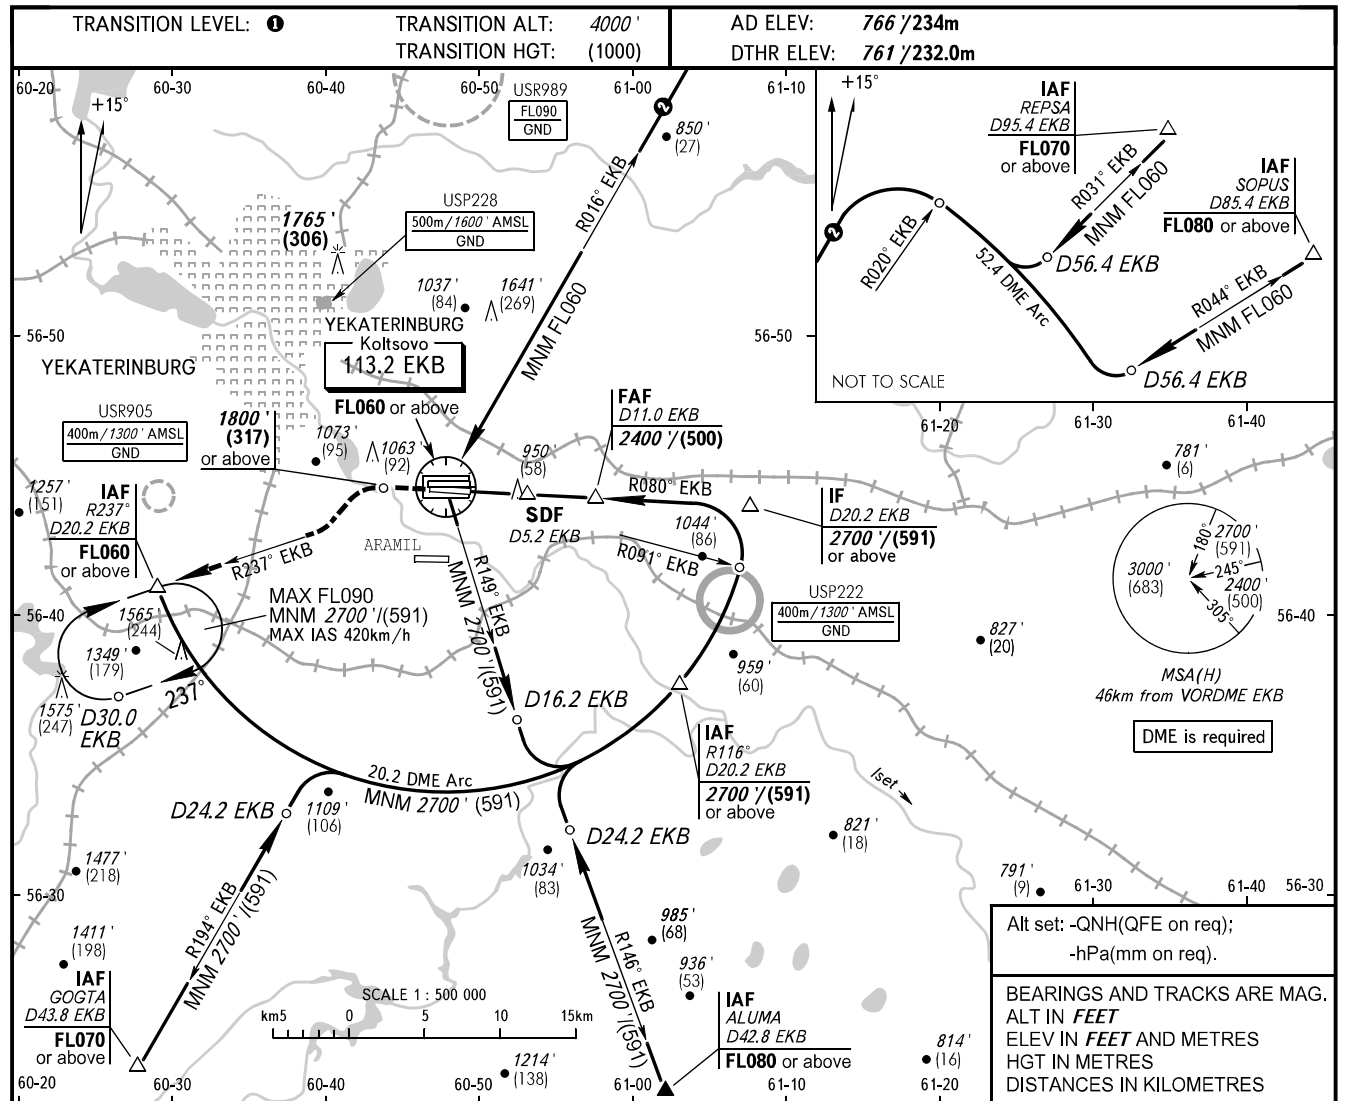 TRANSITION LEVEL: ❶
TRANSITION ALT: 4000'
TRANSITION HGT: (1000)
AD ELEV: 766'/234m
DTHR ELEV: 761'/232.0m
60-20
60-30
60-40
60-50
61-00
61-10
+15°
USR989
FL090
GND
❷
850'
(27)
R016° EKB
MNM FL060
1765'
(306)
USP228
500m/1600' AMSL
GND
1037'
(84)
1641'
(269)
56-50
56-50
YEKATERINBURG
YEKATERINBURG
Koltsovo
113.2 EKB
FL060 or above
+15°
IAF
REPSA
D95.4 EKB
FL070
or above
R031° EKB
MNM FL060
IAF
SOPUS
D85.4 EKB
FL080 or above
❷
R020° EKB
D56.4 EKB
52.4 DME Arc
R044° EKB
MNM FL060
D56.4 EKB
NOT TO SCALE
61-20
61-30
61-40
USR905
400m/1300' AMSL
GND
1800'
(317)
or above
1073'
(95)
1063'
(92)
950'
(58)
FAF
D11.0 EKB
2400'/(500)
781'
(6)
1257'
(151)
IAF
R237°
D20.2 EKB
FL060
or above
SDF
D5.2 EKB
R080° EKB
IF
D20.2 EKB
2700'/(591)
or above
1044'
(86)
R091° EKB
ARAMIL
R237° EKB
R149° EKB
MNM 2700'/(591)
USP222
400m/1300' AMSL
GND
180°
2700'
(591)
245°
2400'
(500)
305°
3000'
(683)
MSA(H)
46km from VORDME EKB
DME is required
56-40
56-40
MAX FL090
MNM 2700'/(591)
MAX IAS 420km/h
1565'
(244)
1349'
(179)
827'
(20)
959'
(60)
1575'
(247)
D30.0
EKB
237°
D16.2 EKB
IAF
R116°
D20.2 EKB
2700'/(591)
or above
20.2 DME Arc
MNM 2700' (591)
Iset
D24.2 EKB
1109'
(106)
D24.2 EKB
821'
(18)
1477'
(218)
1034'
(83)
791'
(9)
56-30
61-30
61-40
56-30
R194° EKB
MNM 2700'/(591)
R146° EKB
MNM 2700'/(591)
985'
(68)
1411'
(198)
936'
(53)
IAF
GOGTA
D43.8 EKB
FL070
or above
SCALE 1 : 500 000
km5
0
5
10
15km
IAF
ALUMA
D42.8 EKB
FL080 or above
1214'
(138)
814'
(16)
60-20
60-30
60-40
60-50
61-00
61-10
61-20
Alt set: -QNH(QFE on req);
-hPa(mm on req).
BEARINGS AND TRACKS ARE MAG.
ALT IN FEET
ELEV IN FEET AND METRES
HGT IN METRES
DISTANCES IN KILOMETRES